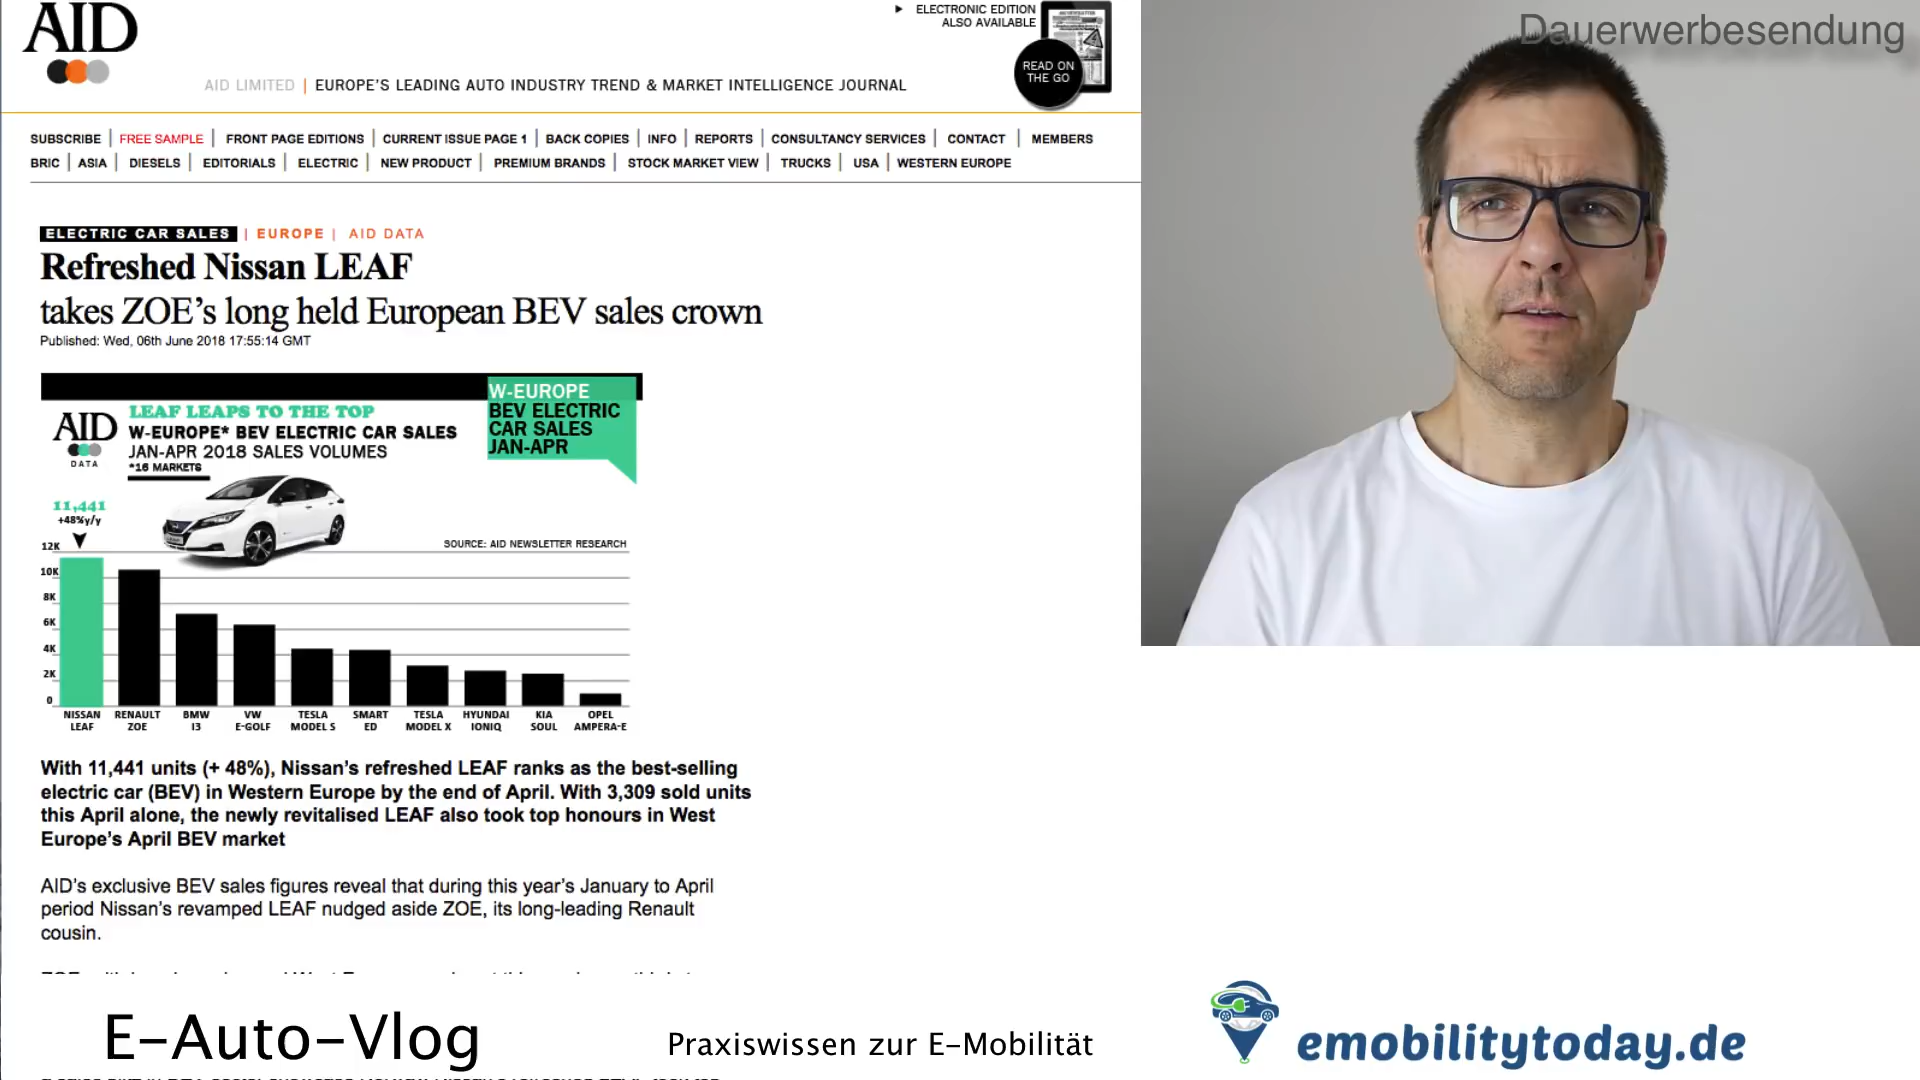 AID
ELECTRONIC EDITION
ALSO AVAILABLE
READ ON
THE GO
AID LIMITED | EUROPE'S LEADING AUTO INDUSTRY TREND & MARKET INTELLIGENCE JOURNAL
Dauerwerbesendung
SUBSCRIBE | FREE SAMPLE | FRONT PAGE EDITIONS | CURRENT ISSUE PAGE 1 | BACK COPIES | INFO | REPORTS | CONSULTANCY SERVICES | CONTACT | MEMBERS
BRIC | ASIA | DIESELS | EDITORIALS | ELECTRIC | NEW PRODUCT | PREMIUM BRANDS | STOCK MARKET VIEW | TRUCKS | USA | WESTERN EUROPE
ELECTRIC CAR SALES | EUROPE | AID DATA
Refreshed Nissan LEAF
takes ZOE's long held European BEV sales crown
Published: Wed, 06th June 2018 17:55:14 GMT
AID
DATA
LEAF LEAPS TO THE TOP
W-EUROPE* BEV ELECTRIC CAR SALES
JAN-APR 2018 SALES VOLUMES
*16 MARKETS
W-EUROPE
BEV ELECTRIC
CAR SALES
JAN-APR
11,441
+48%y/y
SOURCE: AID NEWSLETTER RESEARCH
12K
10K
8K
6K
4K
2K
0
NISSAN LEAF
RENAULT ZOE
BMW I3
VW E-GOLF
TESLA MODEL S
SMART ED
TESLA MODEL X
HYUNDAI IONIQ
KIA SOUL
OPEL AMPERA-E
With 11,441 units (+ 48%), Nissan's refreshed LEAF ranks as the best-selling
electric car (BEV) in Western Europe by the end of April. With 3,309 sold units
this April alone, the newly revitalised LEAF also took top honours in West
Europe's April BEV market
AID's exclusive BEV sales figures reveal that during this year's January to April
period Nissan's revamped LEAF nudged aside ZOE, its long-leading Renault
cousin.
E-Auto-Vlog
Praxiswissen zur E-Mobilität
emobilitytoday.de